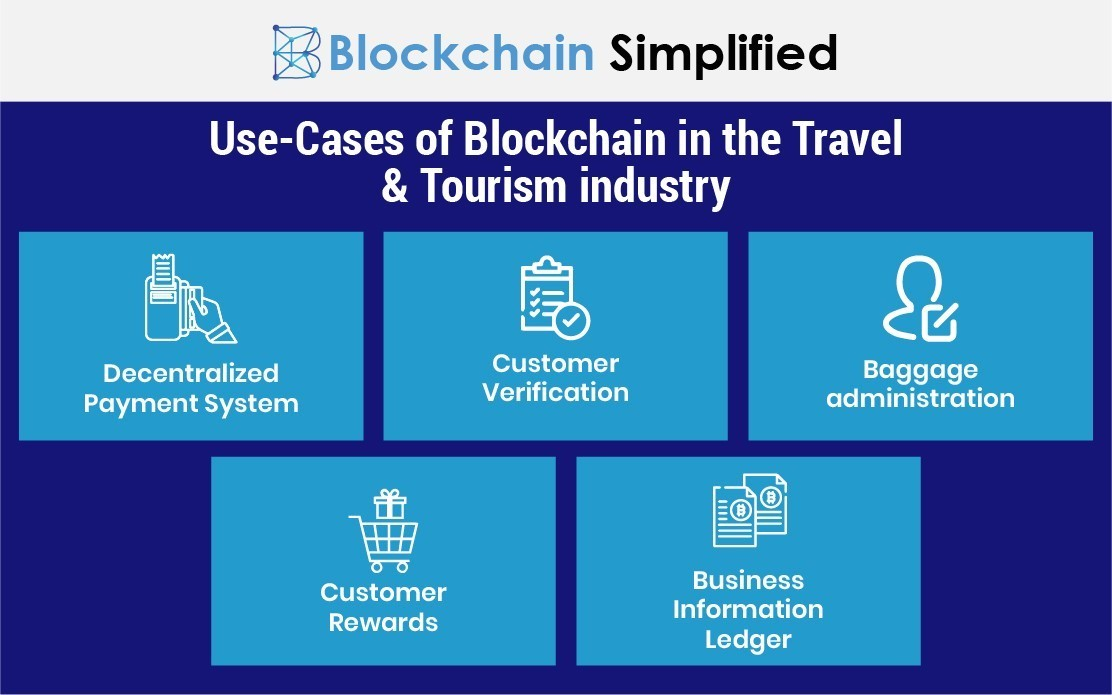 Blockchain Simplified
Use-Cases of Blockchain in the Travel
& Tourism industry
Decentralized
Payment System
Customer
Verification
Baggage
administration
Customer
Rewards
Business
Information
Ledger